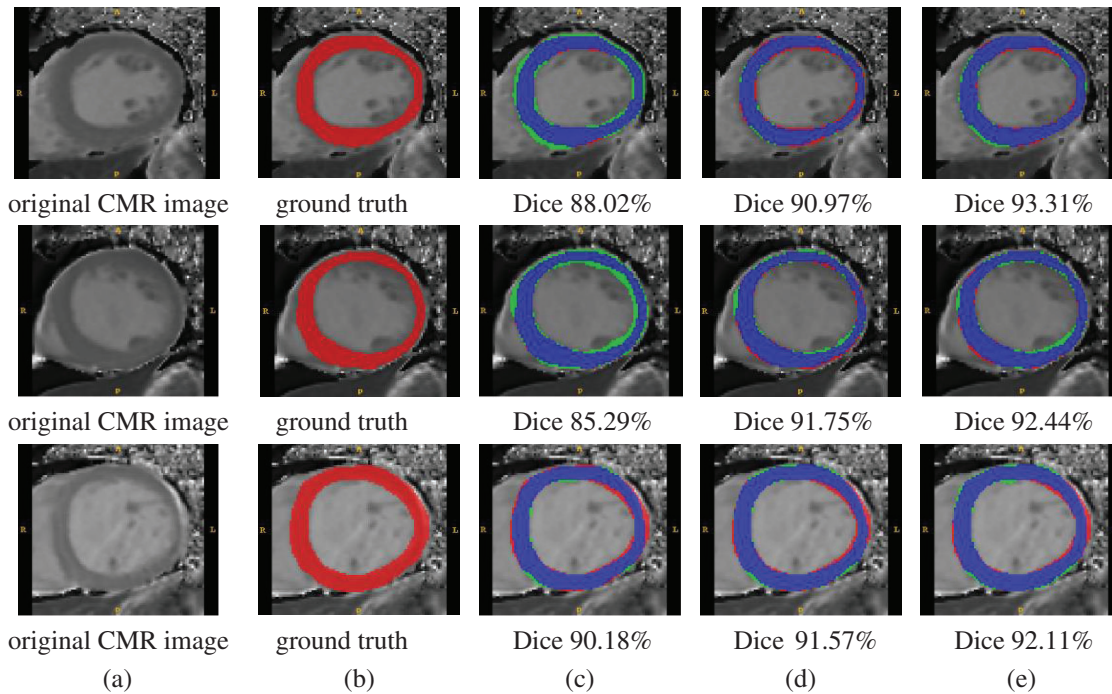 A A A A A
R L R L R L R L R L
P P P P P
original CMR image ground truth Dice 88.02% Dice 90.97% Dice 93.31%
A A A A A
R L R L R L R L R L
P P P P P
original CMR image ground truth Dice 85.29% Dice 91.75% Dice 92.44%
A A A A A
R L R L R L R L R L
P P P P P
original CMR image ground truth Dice 90.18% Dice 91.57% Dice 92.11%
(a) (b) (c) (d) (e)